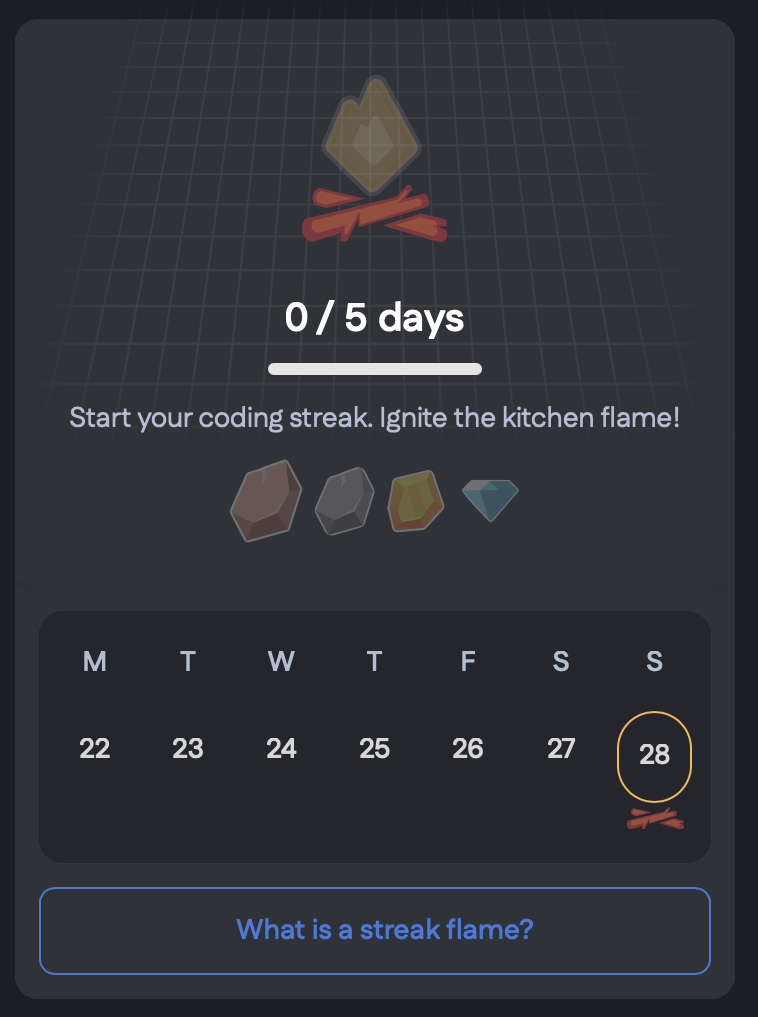 0 / 5 days
Start your coding streak. Ignite the kitchen flame!
M T W T F S S
22 23 24 25 26 27 28
What is a streak flame?